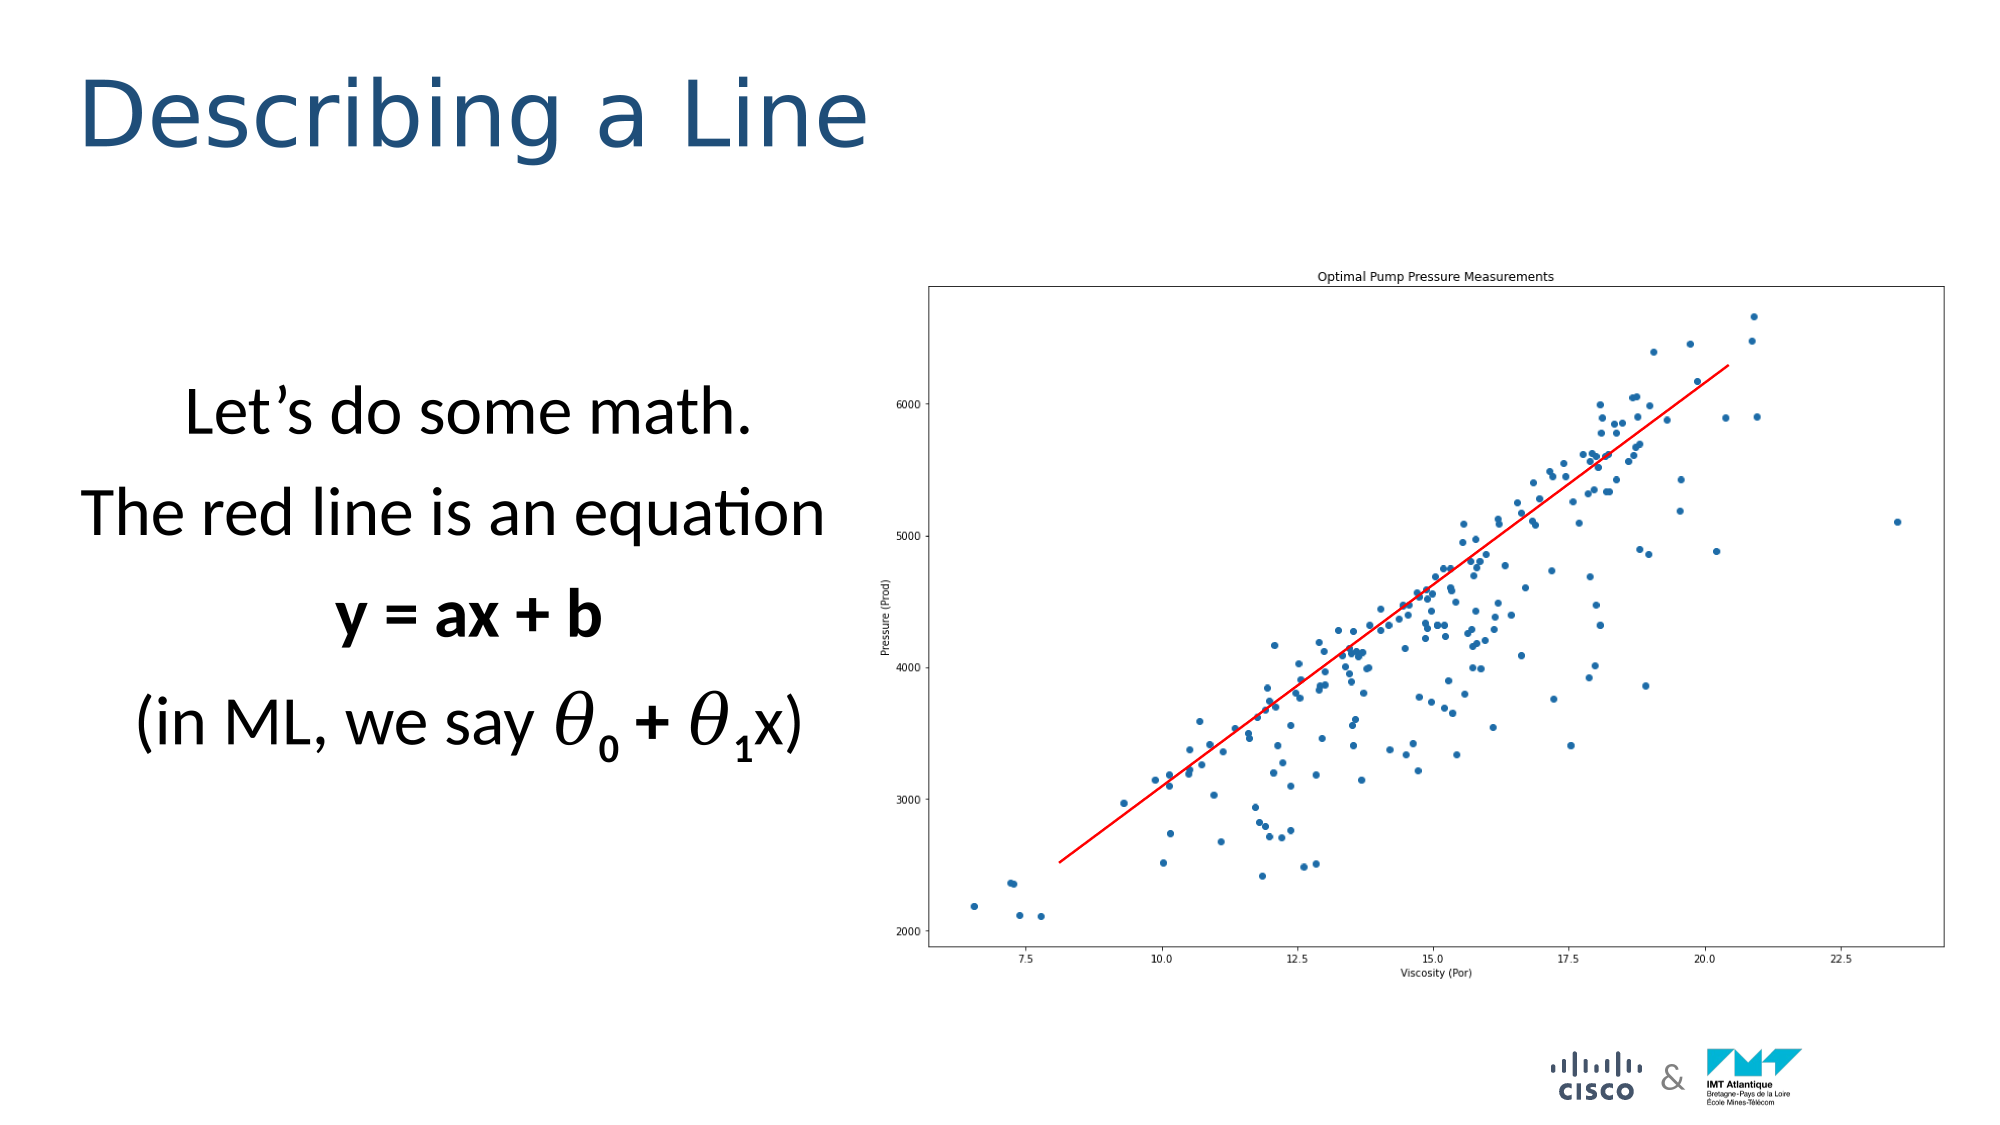 Describing a Line
Let’s do some math.
The red line is an equation
y = ax + b
(in ML, we say θ₀ + θ₁x)
Optimal Pump Pressure Measurements
Pressure (Prod)
6000
5000
4000
3000
2000
7.5 10.0 12.5 15.0 17.5 20.0 22.5
Viscosity (Por)
CISCO
&
IMT Atlantique
Bretagne-Pays de la Loire
École Mines-Télécom